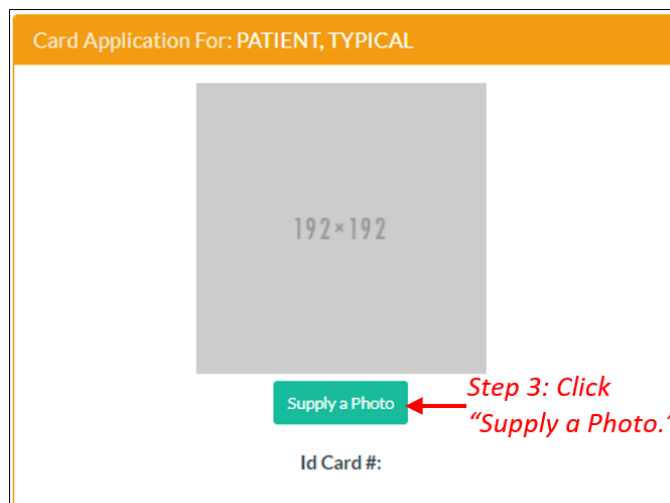 Card Application For: PATIENT, TYPICAL
192×192
Supply a Photo
Step 3: Click
“Supply a Photo.”
Id Card #: